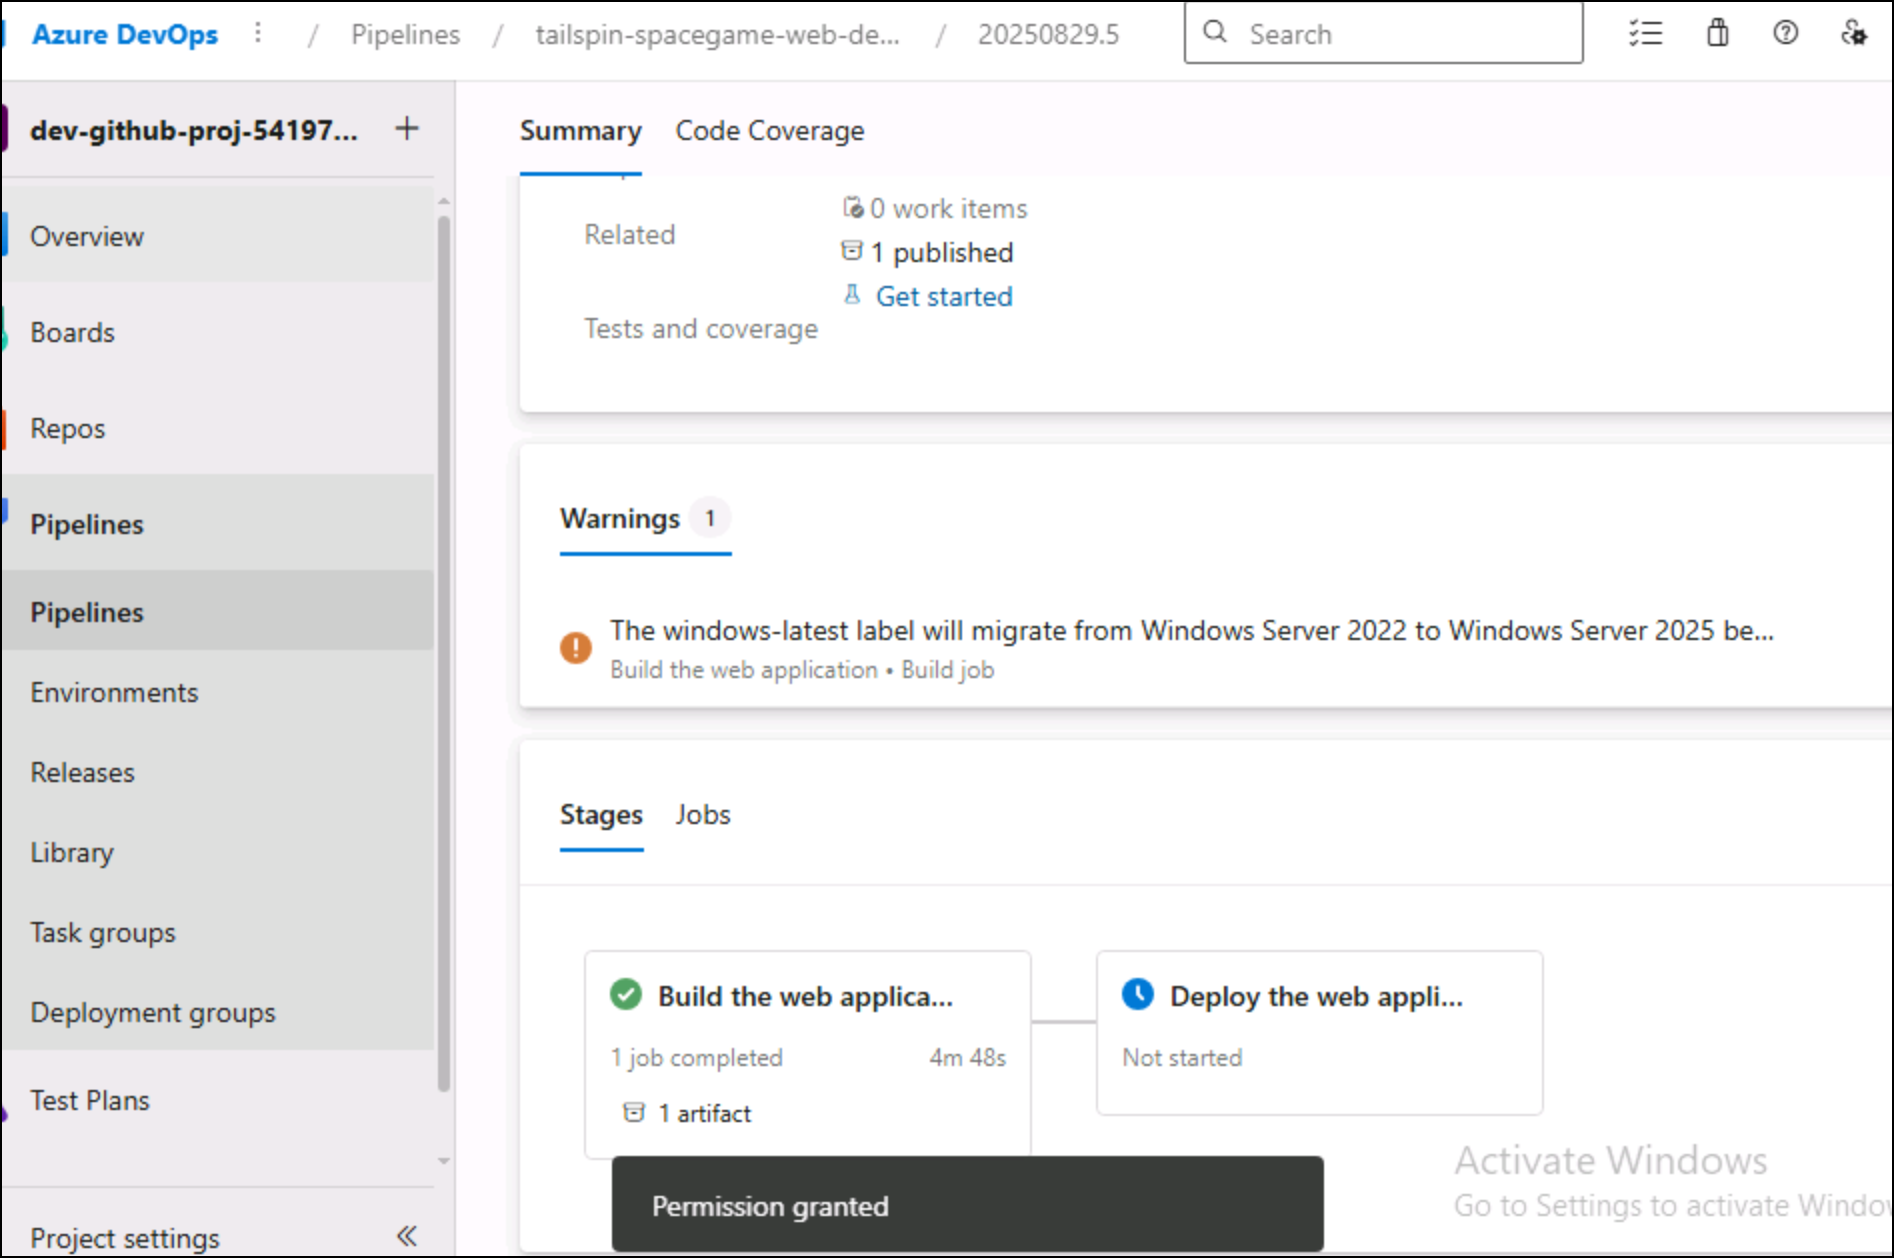 Azure DevOps / Pipelines / tailspin-spacegame-web-de... / 20250829.5 Search
dev-github-proj-54197... +
Overview
Boards
Repos
Pipelines
Pipelines
Environments
Releases
Library
Task groups
Deployment groups
Test Plans
Project settings
Summary Code Coverage
Related
0 work items
1 published
Get started
Tests and coverage
Warnings 1
The windows-latest label will migrate from Windows Server 2022 to Windows Server 2025 be...
Build the web application • Build job
Stages Jobs
Build the web applica...
1 job completed 4m 48s
1 artifact
Deploy the web appli...
Not started
Permission granted
Activate Windows
Go to Settings to activate Windo